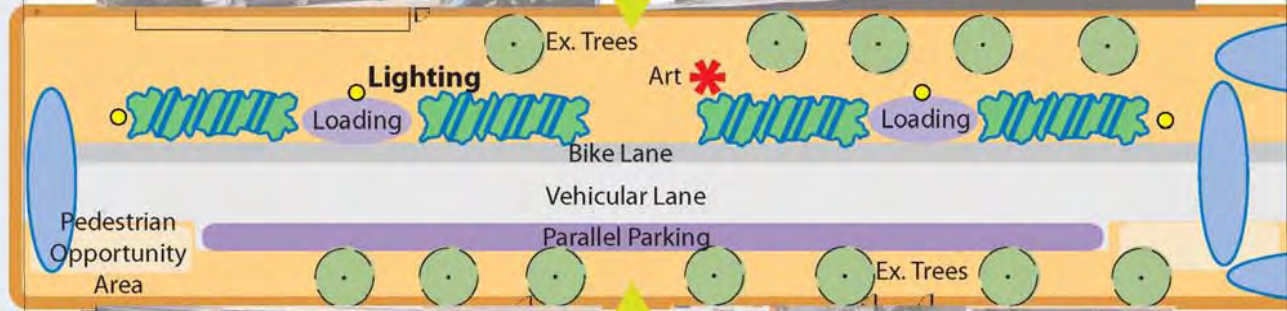 Ex. Trees
Lighting
Art
Loading
Loading
Bike Lane
Vehicular Lane
Pedestrian
Opportunity
Area
Parallel Parking
Ex. Trees